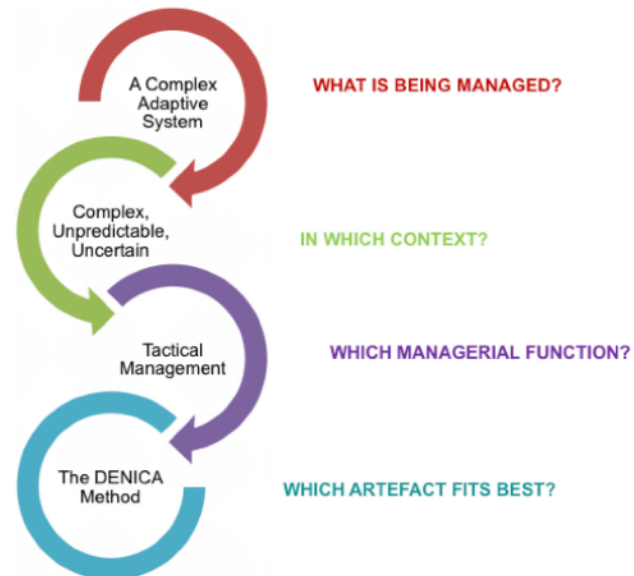 A Complex
Adaptive
System
WHAT IS BEING MANAGED?
Complex,
Unpredictable,
Uncertain
IN WHICH CONTEXT?
Tactical
Management
WHICH MANAGERIAL FUNCTION?
The DENICA
Method
WHICH ARTEFACT FITS BEST?